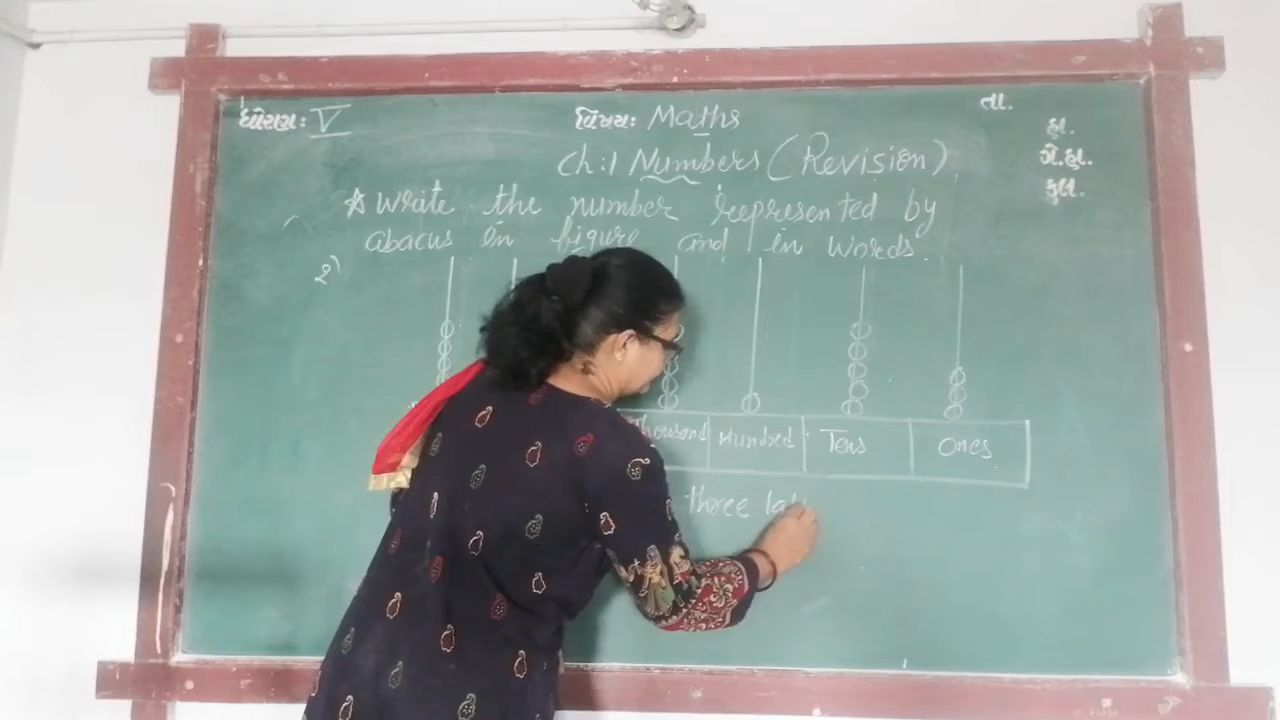 ધોરણ: V
વિષય: Maths
તા.
Ch:1 Numbers (Revision)
હા.
ગે.હા.
કુલ.
☆ Write the number represented by
abacus in figure and in words.
2)
Thousand Hundred Tens Ones
three